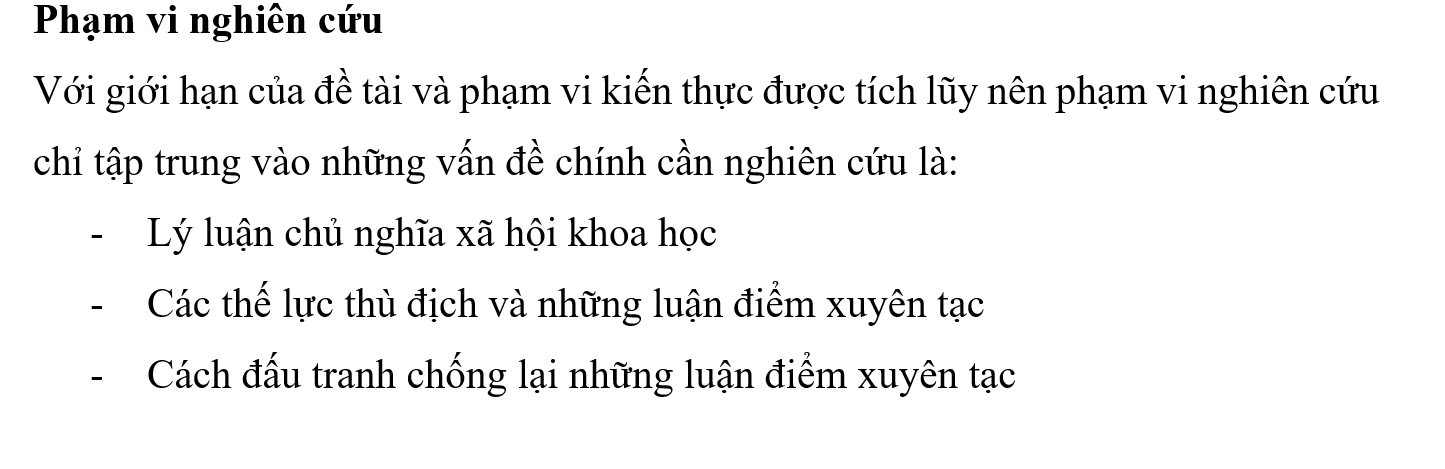 Phạm vi nghiên cứu
Với giới hạn của đề tài và phạm vi kiến thực được tích lũy nên phạm vi nghiên cứu
chỉ tập trung vào những vấn đề chính cần nghiên cứu là:
- Lý luận chủ nghĩa xã hội khoa học
- Các thế lực thù địch và những luận điểm xuyên tạc
- Cách đấu tranh chống lại những luận điểm xuyên tạc